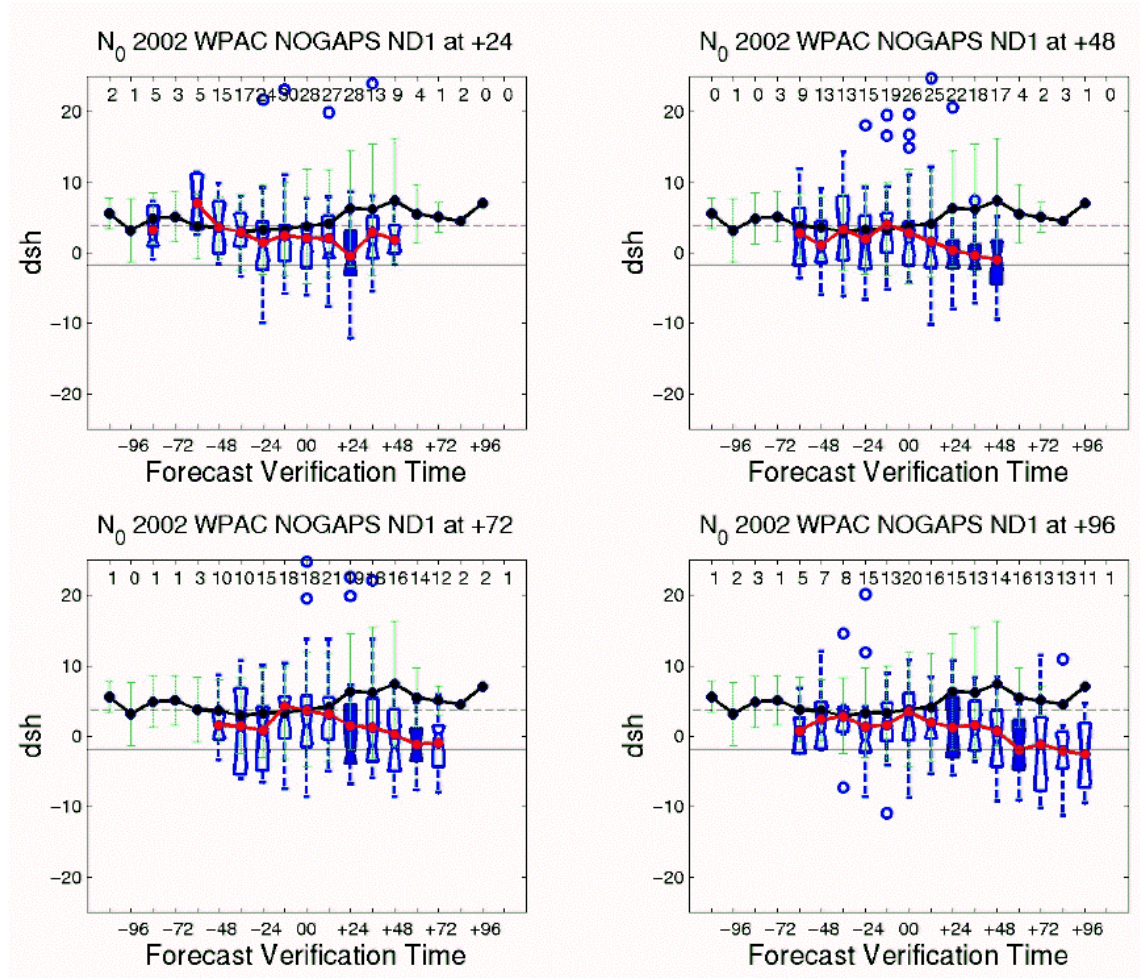 N0 2002 WPAC NOGAPS ND1 at +24
2 1 5 3 5 15 17 24 30 28 27 28 13 9 4 1 2 0 0
20
10
0
−10
−20
dsh
−96 −72 −48 −24 00 +24 +48 +72 +96
Forecast Verification Time
N0 2002 WPAC NOGAPS ND1 at +48
0 1 0 3 9 13 13 15 19 26 25 22 18 17 4 2 3 1 0
20
10
0
−10
−20
dsh
−96 −72 −48 −24 00 +24 +48 +72 +96
Forecast Verification Time
N0 2002 WPAC NOGAPS ND1 at +72
1 0 1 1 3 10 10 15 18 18 21 19 18 16 14 12 2 2 1
20
10
0
−10
−20
dsh
−96 −72 −48 −24 00 +24 +48 +72 +96
Forecast Verification Time
N0 2002 WPAC NOGAPS ND1 at +96
1 2 3 1 5 7 8 15 13 20 16 15 13 14 16 13 13 11 1
20
10
0
−10
−20
dsh
−96 −72 −48 −24 00 +24 +48 +72 +96
Forecast Verification Time